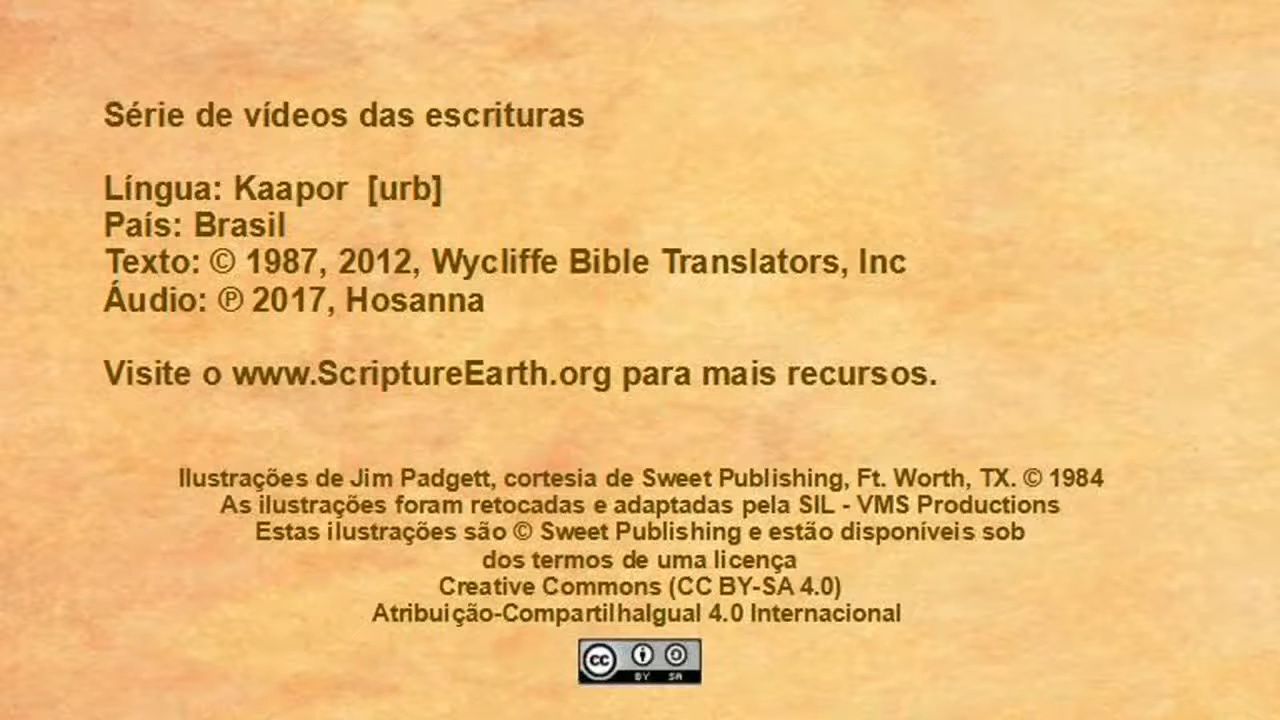 Série de vídeos das escrituras
Língua: Kaapor [urb]
País: Brasil
Texto: © 1987, 2012, Wycliffe Bible Translators, Inc
Áudio: ℗ 2017, Hosanna
Visite o www.ScriptureEarth.org para mais recursos.
Ilustrações de Jim Padgett, cortesia de Sweet Publishing, Ft. Worth, TX. © 1984
As ilustrações foram retocadas e adaptadas pela SIL - VMS Productions
Estas ilustrações são © Sweet Publishing e estão disponíveis sob
dos termos de uma licença
Creative Commons (CC BY-SA 4.0)
Atribuição-CompartilhaIgual 4.0 Internacional
cc BY SA